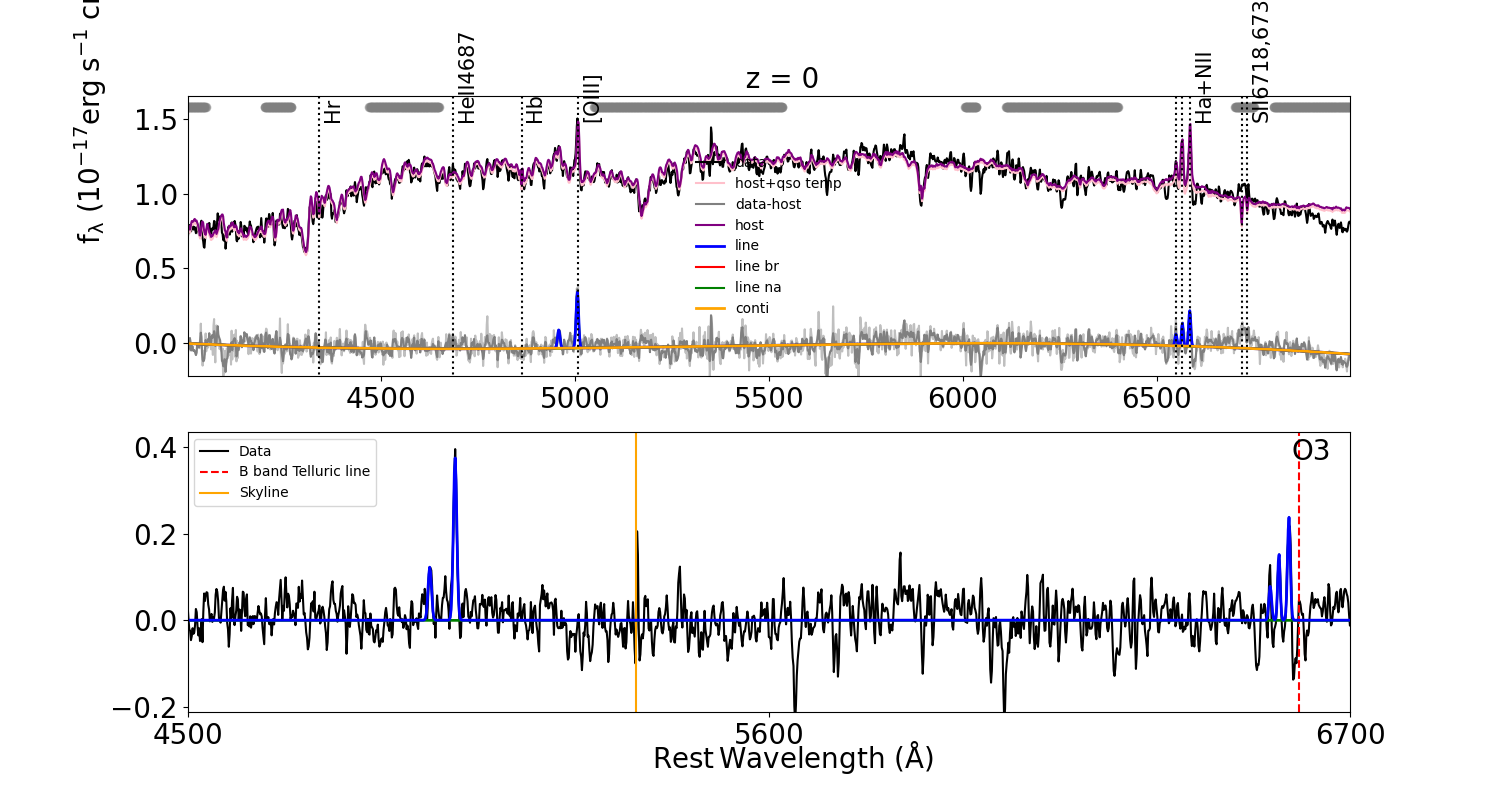 z = 0
Hr
HeII4687
Hb
[OIII]
Ha+NII
SII6718,673
f_λ (10^−17 erg s^−1 c
1.5
1.0
0.5
0.0
host+qso temp
data-host
host
line
line br
line na
conti
4500 5000 5500 6000 6500
0.4
0.2
0.0
−0.2
Data
B band Telluric line
Skyline
O3
4500 5600 6700
Rest Wavelength (Å)